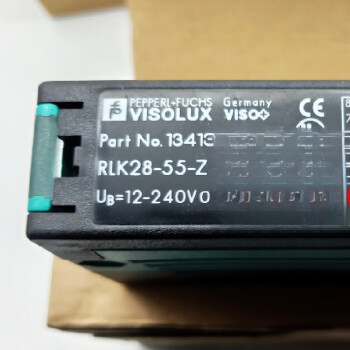 PEPPERL+FUCHS Germany
VISOLUX VISO+ CE
Part No. 13413
RLK28-55-Z
UB=12-240V